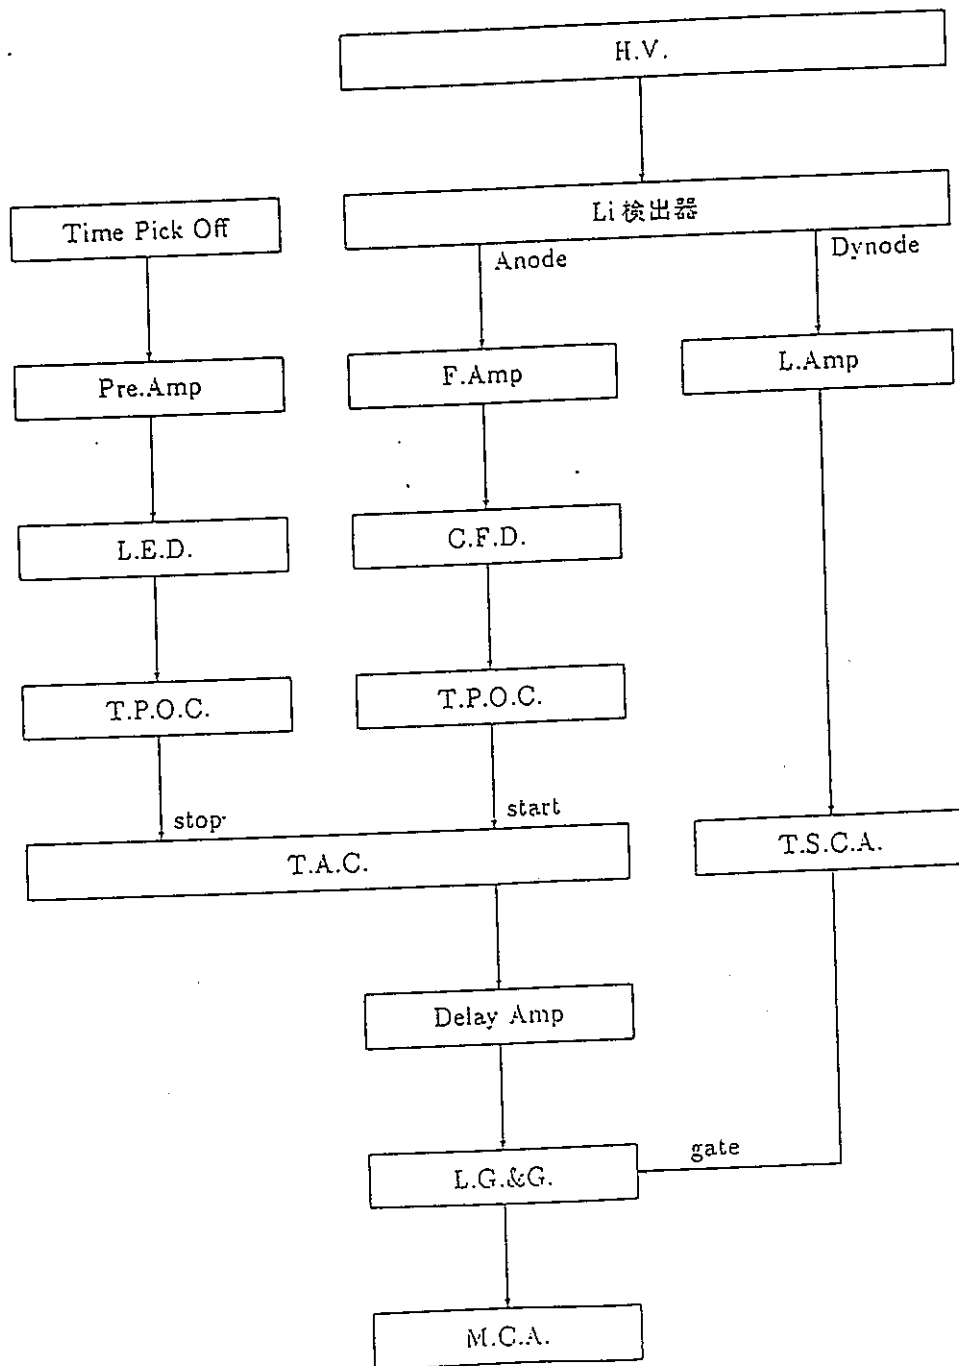 H.V.
Li 検出器
Time Pick Off
Anode
Dynode
Pre.Amp
F.Amp
L.Amp
L.E.D.
C.F.D.
T.P.O.C.
T.P.O.C.
stop
start
T.A.C.
T.S.C.A.
Delay Amp
L.G.&G.
gate
M.C.A.